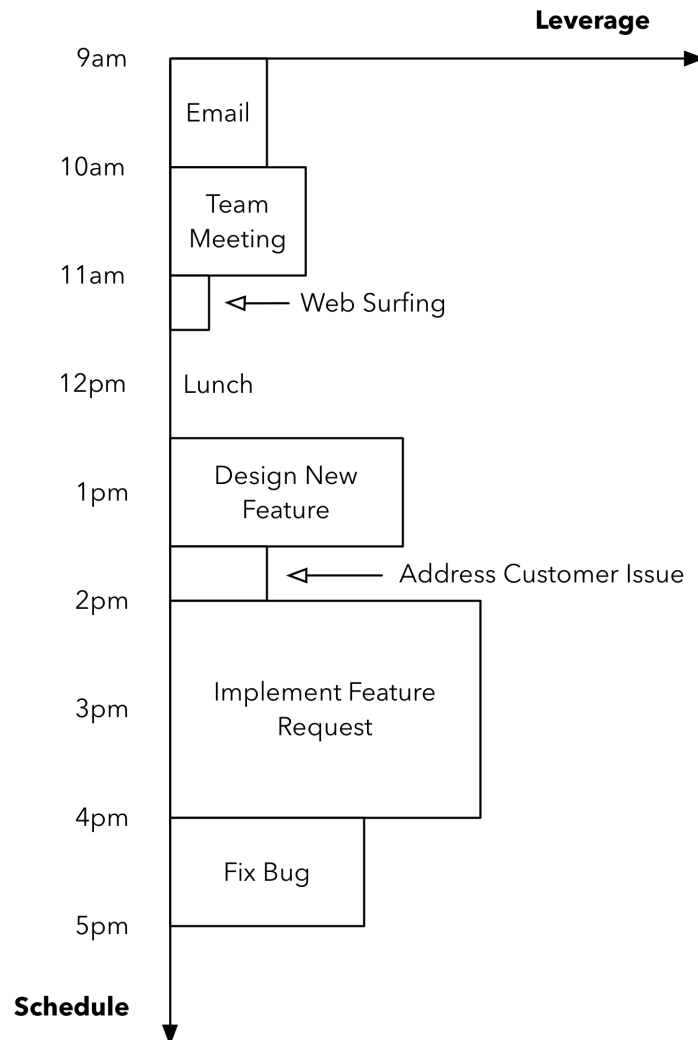 Leverage
9am
Email
10am
Team
Meeting
11am
Web Surfing
12pm
Lunch
Design New
Feature
1pm
Address Customer Issue
2pm
Implement Feature
Request
3pm
4pm
Fix Bug
5pm
Schedule